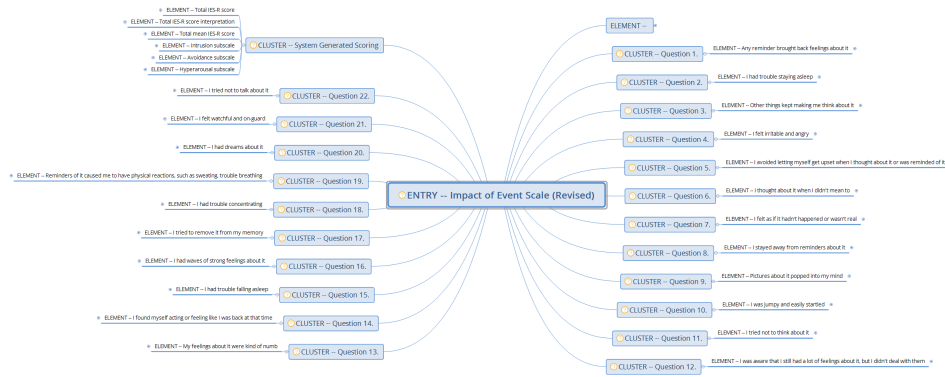 ELEMENT -- Total IES-R score
ELEMENT -- Total IES-R score interpretation
ELEMENT -- Total mean IES-R score
ELEMENT -- Intrusion subscale
ELEMENT -- Avoidance subscale
ELEMENT -- Hyperarousal subscale
CLUSTER -- System Generated Scoring
ELEMENT -- I tried not to talk about it
CLUSTER -- Question 22.
ELEMENT -- I felt watchful and on-guard
CLUSTER -- Question 21.
ELEMENT -- I had dreams about it
CLUSTER -- Question 20.
ELEMENT -- Reminders of it caused me to have physical reactions, such as sweating, trouble breathing
CLUSTER -- Question 19.
ELEMENT -- I had trouble concentrating
CLUSTER -- Question 18.
ELEMENT -- I tried to remove it from my memory
CLUSTER -- Question 17.
ELEMENT -- I had waves of strong feelings about it
CLUSTER -- Question 16.
ELEMENT -- I had trouble falling asleep
CLUSTER -- Question 15.
ELEMENT -- I found myself acting or feeling like I was back at that time
CLUSTER -- Question 14.
ELEMENT -- My feelings about it were kind of numb
CLUSTER -- Question 13.
ENTRY -- Impact of Event Scale (Revised)
ELEMENT --
CLUSTER -- Question 1.
ELEMENT -- Any reminder brought back feelings about it
CLUSTER -- Question 2.
ELEMENT -- I had trouble staying asleep
CLUSTER -- Question 3.
ELEMENT -- Other things kept making me think about it
CLUSTER -- Question 4.
ELEMENT -- I felt irritable and angry
CLUSTER -- Question 5.
ELEMENT -- I avoided letting myself get upset when I thought about it or was reminded of it
CLUSTER -- Question 6.
ELEMENT -- I thought about it when I didn't mean to
CLUSTER -- Question 7.
ELEMENT -- I felt as if it hadn't happened or wasn't real
CLUSTER -- Question 8.
ELEMENT -- I stayed away from reminders about it
CLUSTER -- Question 9.
ELEMENT -- Pictures about it popped into my mind
CLUSTER -- Question 10.
ELEMENT -- I was jumpy and easily startled
CLUSTER -- Question 11.
ELEMENT -- I tried not to think about it
CLUSTER -- Question 12.
ELEMENT -- I was aware that I still had a lot of feelings about it, but I didn't deal with them